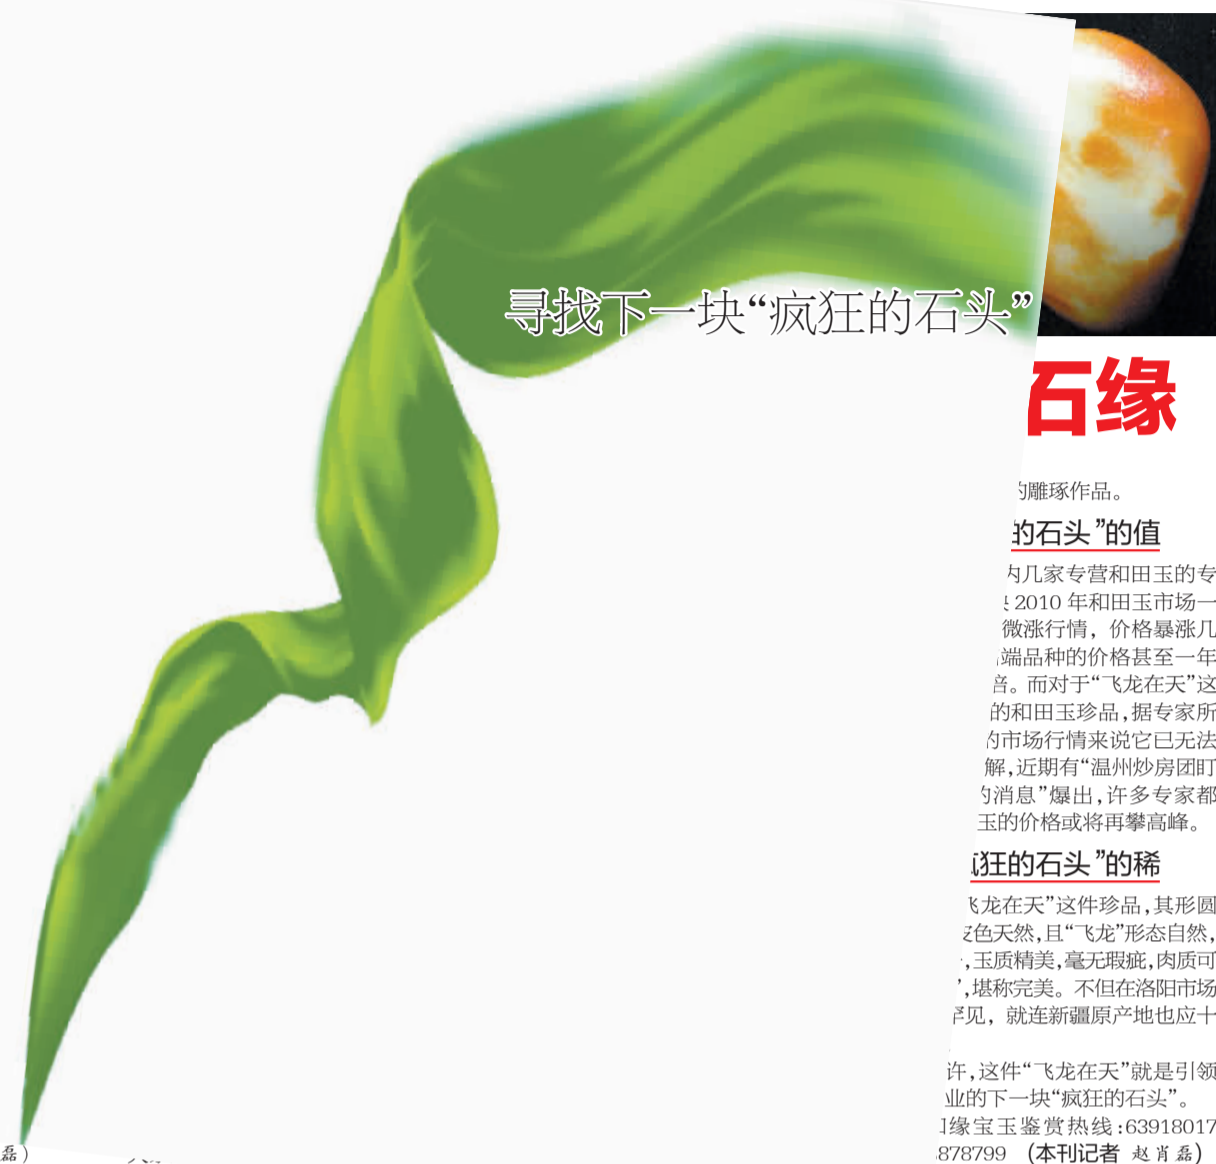 寻找下一块“疯狂的石头”
石缘
的雕琢作品。
的石头”的值
内几家专营和田玉的专
2010 年和田玉市场一
微涨行情，价格暴涨几
端品种的价格甚至一年
倍。而对于“飞龙在天”这
的和田玉珍品,据专家所
的市场行情来说它已无法
解,近期有“温州炒房团盯
的消息”爆出,许多专家都
玉的价格或将再攀高峰。
狂的石头”的稀
飞龙在天”这件珍品,其形圆
皮色天然,且“飞龙”形态自然,
,玉质精美,毫无瑕疵,肉质可
”,堪称完美。不但在洛阳市场
罕见，就连新疆原产地也应十
许,这件“飞龙在天”就是引领
业的下一块“疯狂的石头”。
缘宝玉鉴赏热线:63918017
878799 (本刊记者 赵肖磊)
磊)